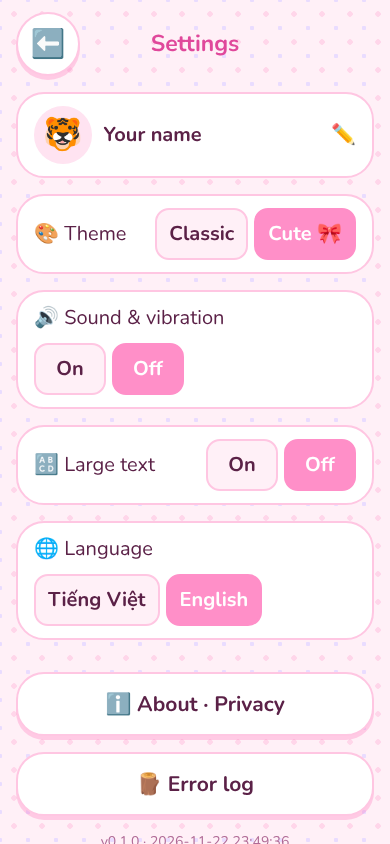 Settings
Your name
Theme
Classic
Cute
Sound & vibration
On
Off
Large text
On
Off
Language
Tiếng Việt
English
About · Privacy
Error log
v0.1.0 · 2026-11-22 23:49:36